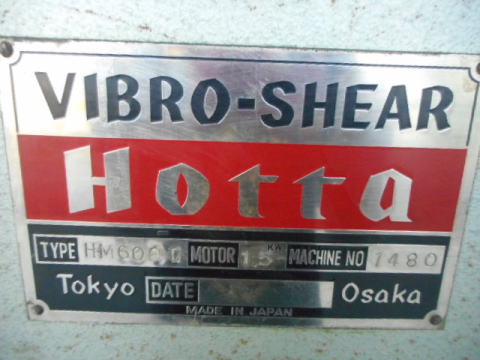 VIBRO-SHEAR
Hotta
TYPE MOTOR 1.5 KW MACHINE NO 1480
Tokyo DATE Osaka
MADE IN JAPAN